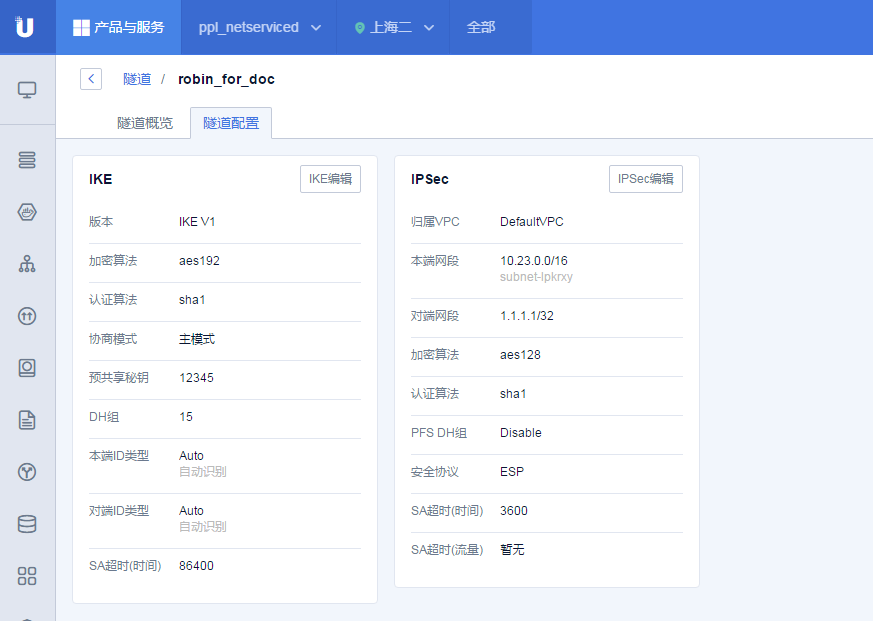 产品与服务 ppl_netserviced 上海二 全部
隧道 / robin_for_doc
隧道概览 隧道配置
IKE IKE编辑
版本 IKE V1
加密算法 aes192
认证算法 sha1
协商模式 主模式
预共享秘钥 12345
DH组 15
本端ID类型 Auto
自动识别
对端ID类型 Auto
自动识别
SA超时(时间) 86400
IPSec IPSec编辑
归属VPC DefaultVPC
本端网段 10.23.0.0/16
subnet-lpkrxy
对端网段 1.1.1.1/32
加密算法 aes128
认证算法 sha1
PFS DH组 Disable
安全协议 ESP
SA超时(时间) 3600
SA超时(流量) 暂无